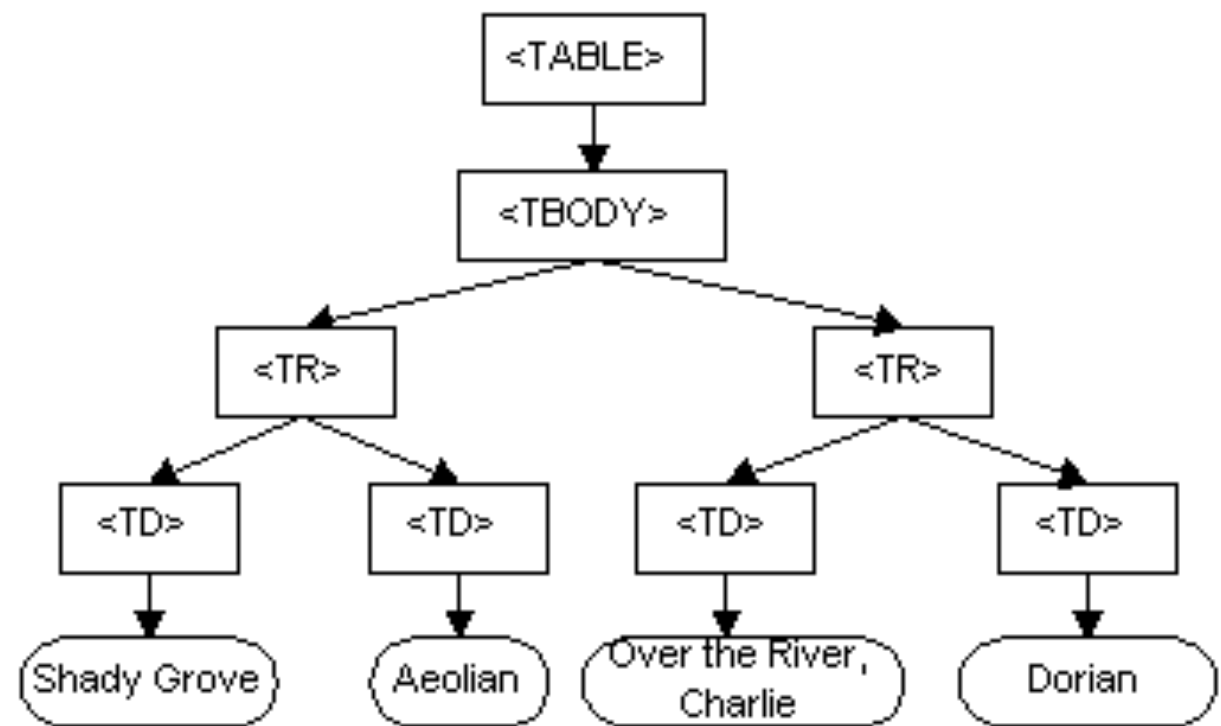 <TABLE>
<TBODY>
<TR>
<TR>
<TD>
<TD>
<TD>
<TD>
Shady Grove
Aeolian
Over the River,
Charlie
Dorian